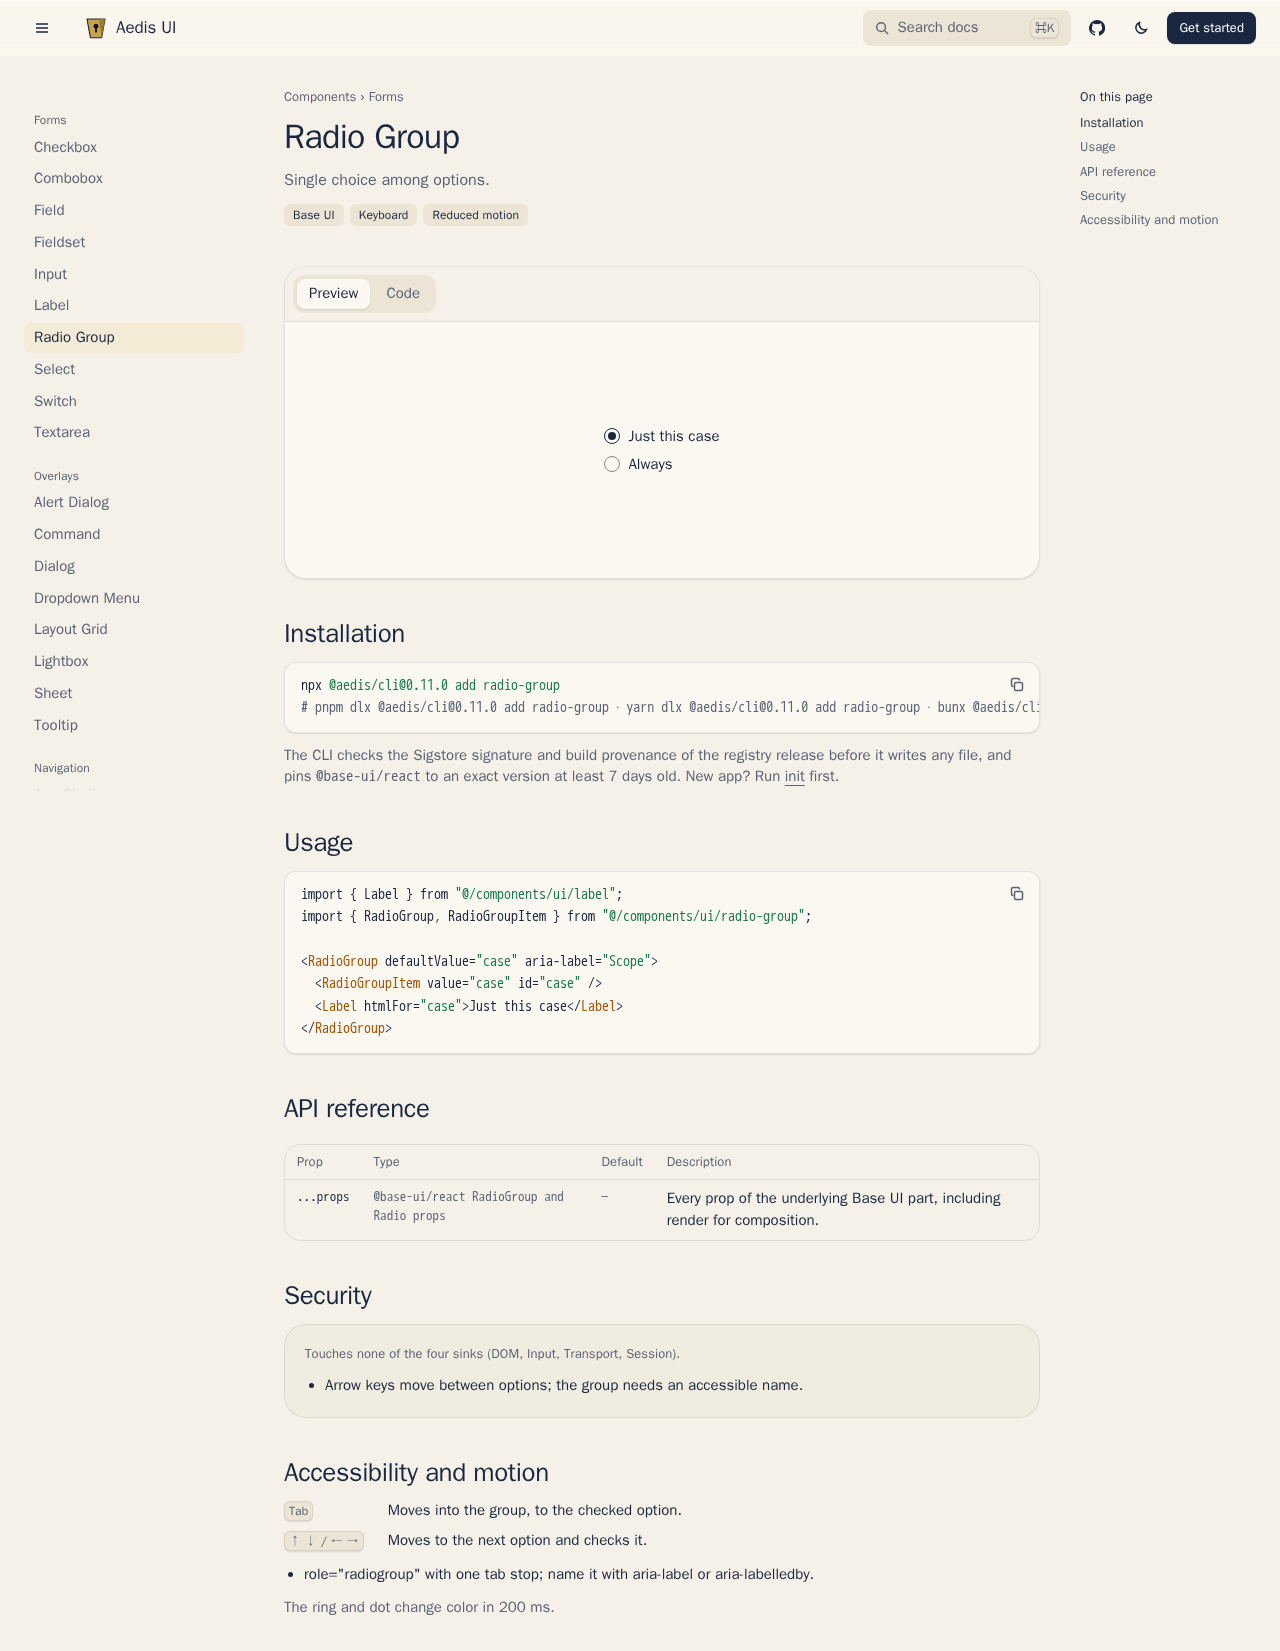 Aedis UI
Search docs
⌘K
Get started
Forms
Checkbox
Combobox
Field
Fieldset
Input
Label
Radio Group
Select
Switch
Textarea
Overlays
Alert Dialog
Command
Dialog
Dropdown Menu
Layout Grid
Lightbox
Sheet
Tooltip
Navigation
Components › Forms
Radio Group
Single choice among options.
Base UI
Keyboard
Reduced motion
Preview
Code
Just this case
Always
Installation
npx @aedis/cli@0.11.0 add radio-group
# pnpm dlx @aedis/cli@0.11.0 add radio-group · yarn dlx @aedis/cli@0.11.0 add radio-group · bunx @aedis/cli
The CLI checks the Sigstore signature and build provenance of the registry release before it writes any file, and
pins @base-ui/react to an exact version at least 7 days old. New app? Run init first.
Usage
import { Label } from "@/components/ui/label";
import { RadioGroup, RadioGroupItem } from "@/components/ui/radio-group";
<RadioGroup defaultValue="case" aria-label="Scope">
  <RadioGroupItem value="case" id="case" />
  <Label htmlFor="case">Just this case</Label>
</RadioGroup>
API reference
Prop Type Default Description
...props @base-ui/react RadioGroup and — Every prop of the underlying Base UI part, including
Radio props render for composition.
Security
Touches none of the four sinks (DOM, Input, Transport, Session).
• Arrow keys move between options; the group needs an accessible name.
Accessibility and motion
Tab Moves into the group, to the checked option.
↑ ↓ / ← → Moves to the next option and checks it.
• role="radiogroup" with one tab stop; name it with aria-label or aria-labelledby.
The ring and dot change color in 200 ms.
On this page
Installation
Usage
API reference
Security
Accessibility and motion